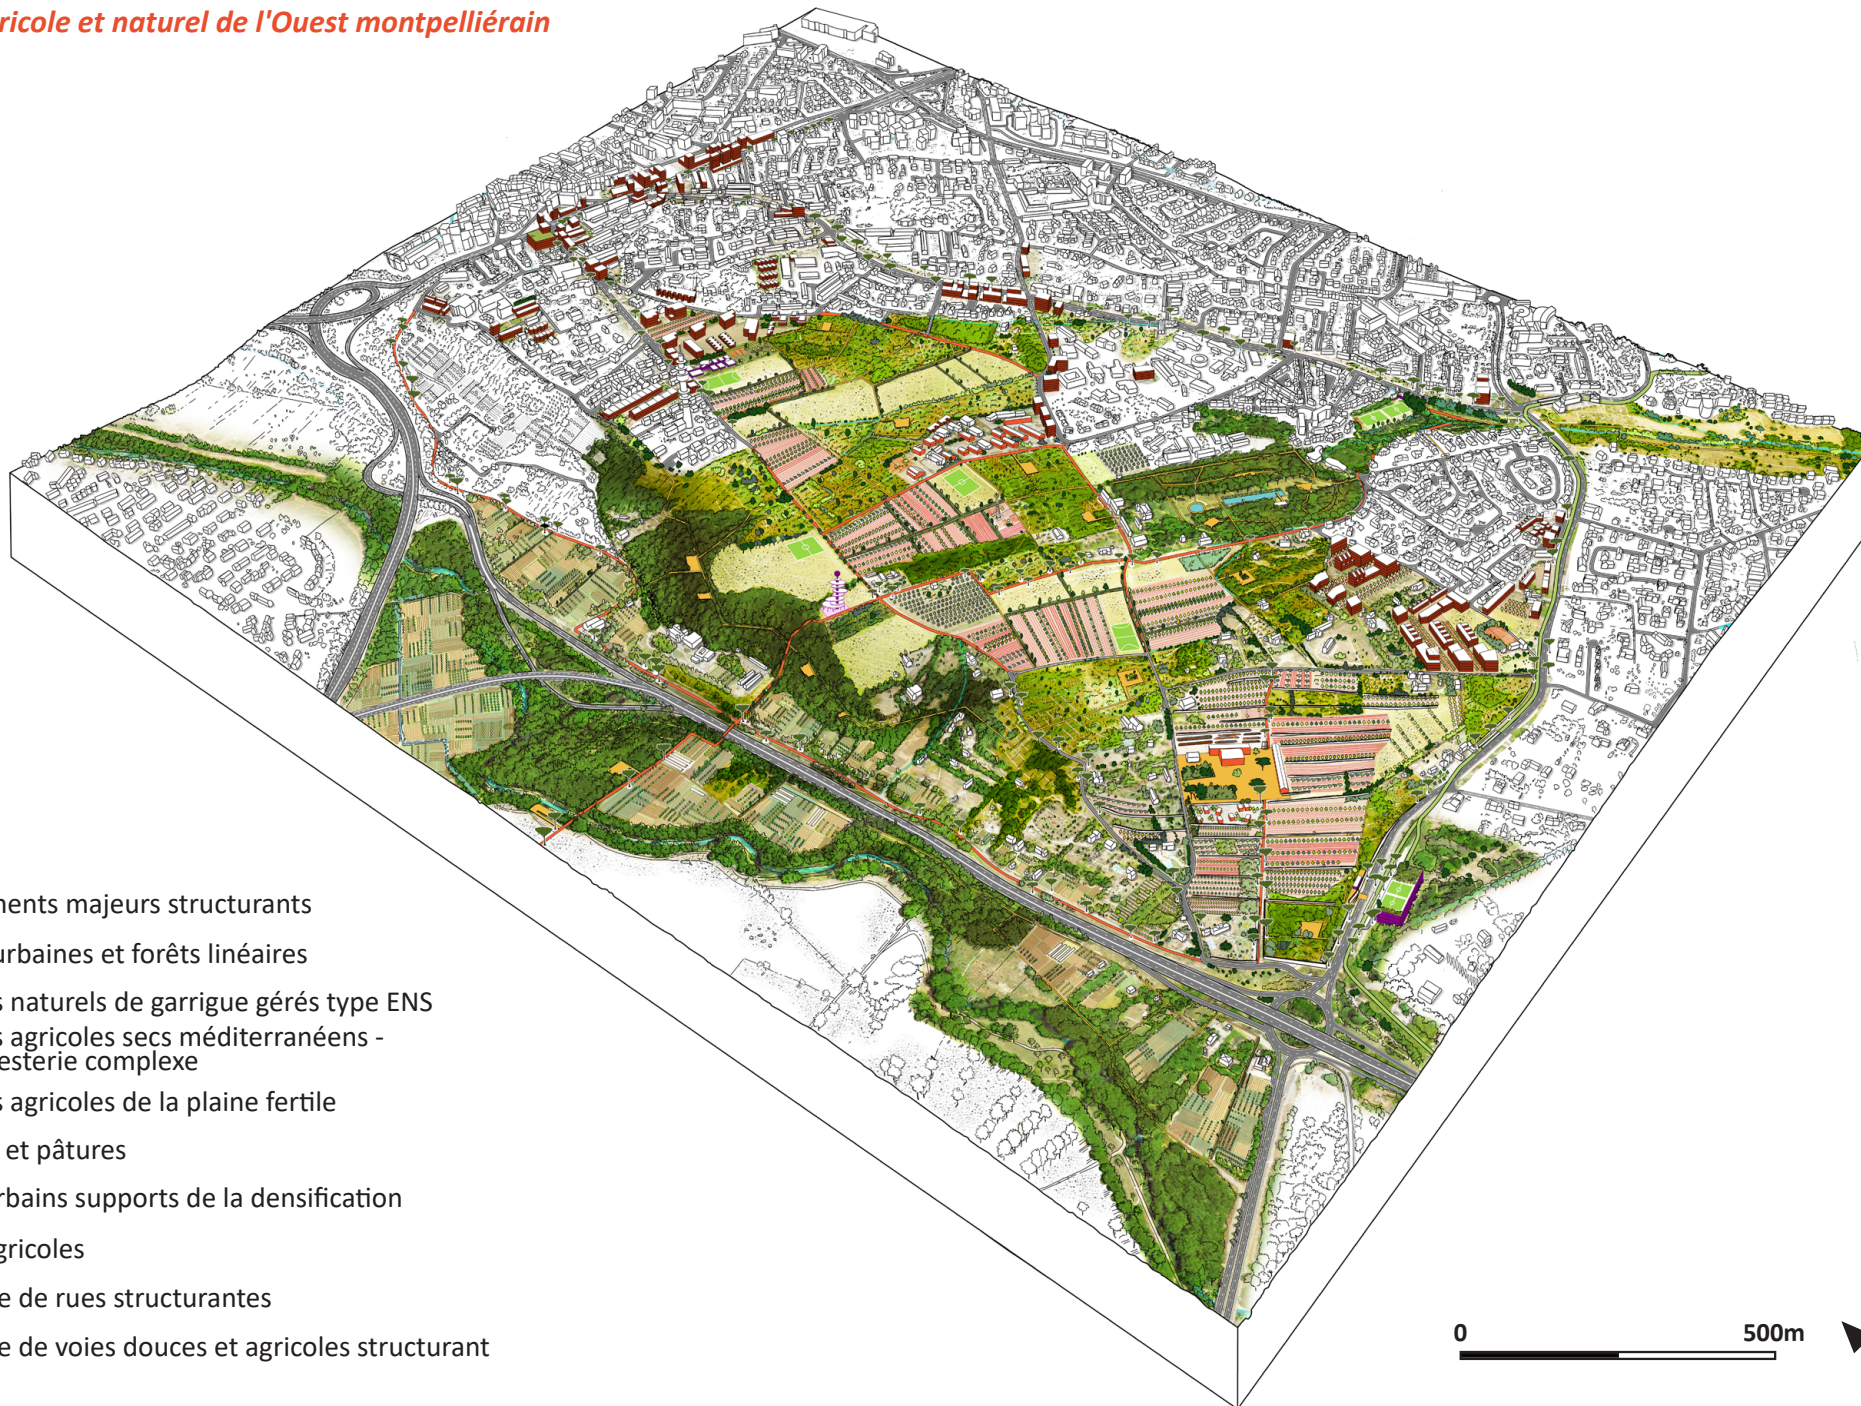 ricole et naturel de l'Ouest montpelliérain
ents majeurs structurants
urbaines et forêts linéaires
s naturels de garrigue gérés type ENS
s agricoles secs méditerranéens -
esterie complexe
s agricoles de la plaine fertile
et pâtures
rbains supports de la densification
gricoles
e de rues structurantes
e de voies douces et agricoles structurant
0 500m